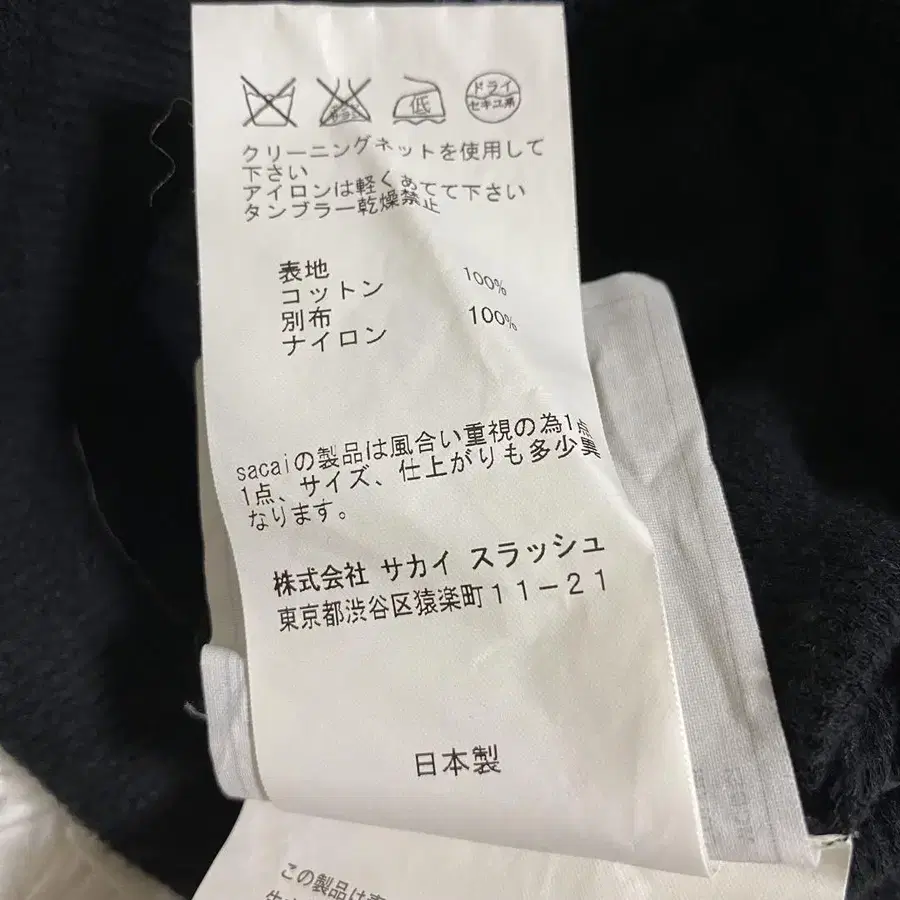 低
ドライ
セキユ系
クリーニングネットを使用して
下さい
アイロンは軽くあてて下さい
タンブラー乾燥禁止
表地
コットン 100%
別布
ナイロン 100%
sacaiの製品は風合い重視の為1点
1点、サイズ、仕上がりも多少異
なります。
株式会社 サカイ スラッシュ
東京都渋谷区猿楽町11-21
日本製
この製品は